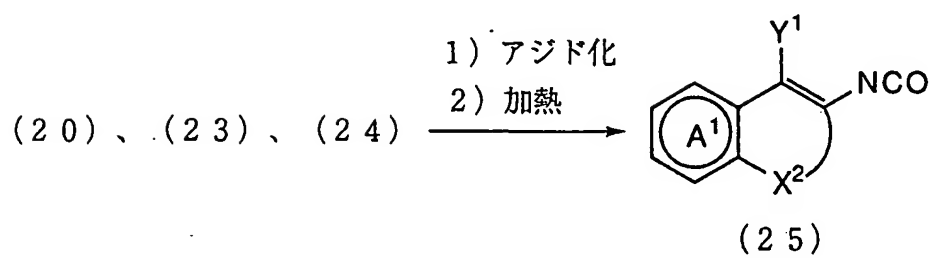 1) アジド化
2) 加熱
(20)、(23)、(24)
Y1
NCO
A1
X2
(25)